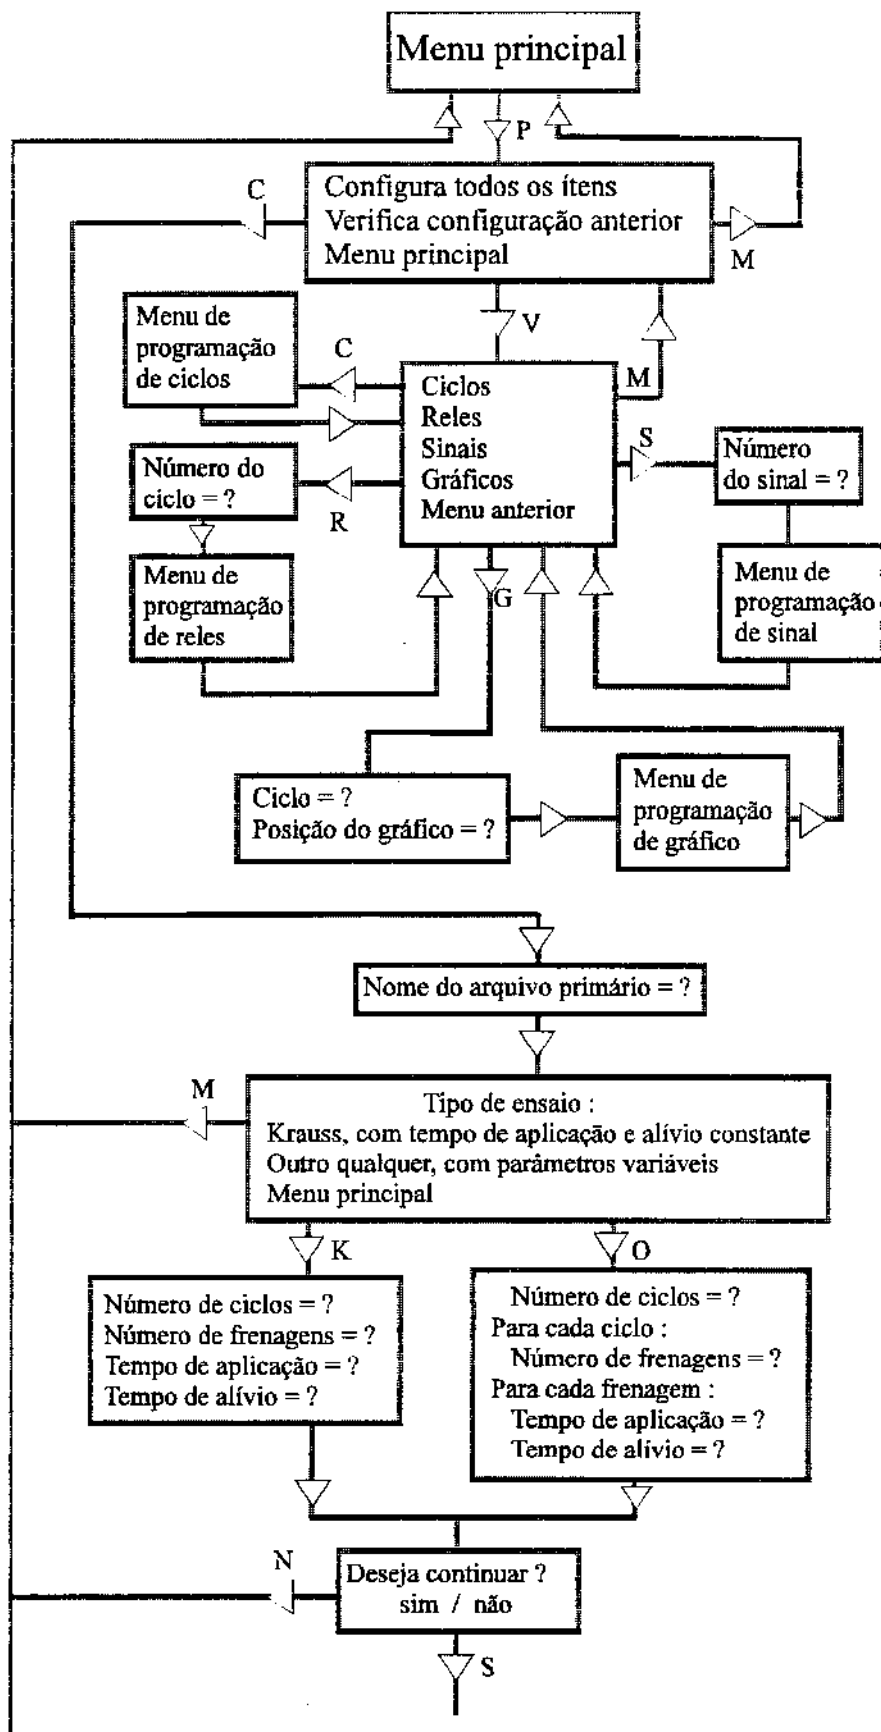 Menu principal
P
C
Configura todos os ítens
Verifica configuração anterior
Menu principal
M
V
Menu de
programação
de ciclos
C
Ciclos
Reles
Sinais
Gráficos
Menu anterior
M
S
Número
do sinal = ?
Número do
ciclo = ?
R
Menu de
programação
de reles
G
Menu de
programação
de sinal
Ciclo = ?
Posição do gráfico = ?
Menu de
programação
de gráfico
Nome do arquivo primário = ?
M
Tipo de ensaio :
Krauss, com tempo de aplicação e alívio constante
Outro qualquer, com parâmetros variáveis
Menu principal
K
O
Número de ciclos = ?
Número de frenagens = ?
Tempo de aplicação = ?
Tempo de alívio = ?
Número de ciclos = ?
Para cada ciclo :
Número de frenagens = ?
Para cada frenagem :
Tempo de aplicação = ?
Tempo de alívio = ?
N
Deseja continuar ?
sim / não
S